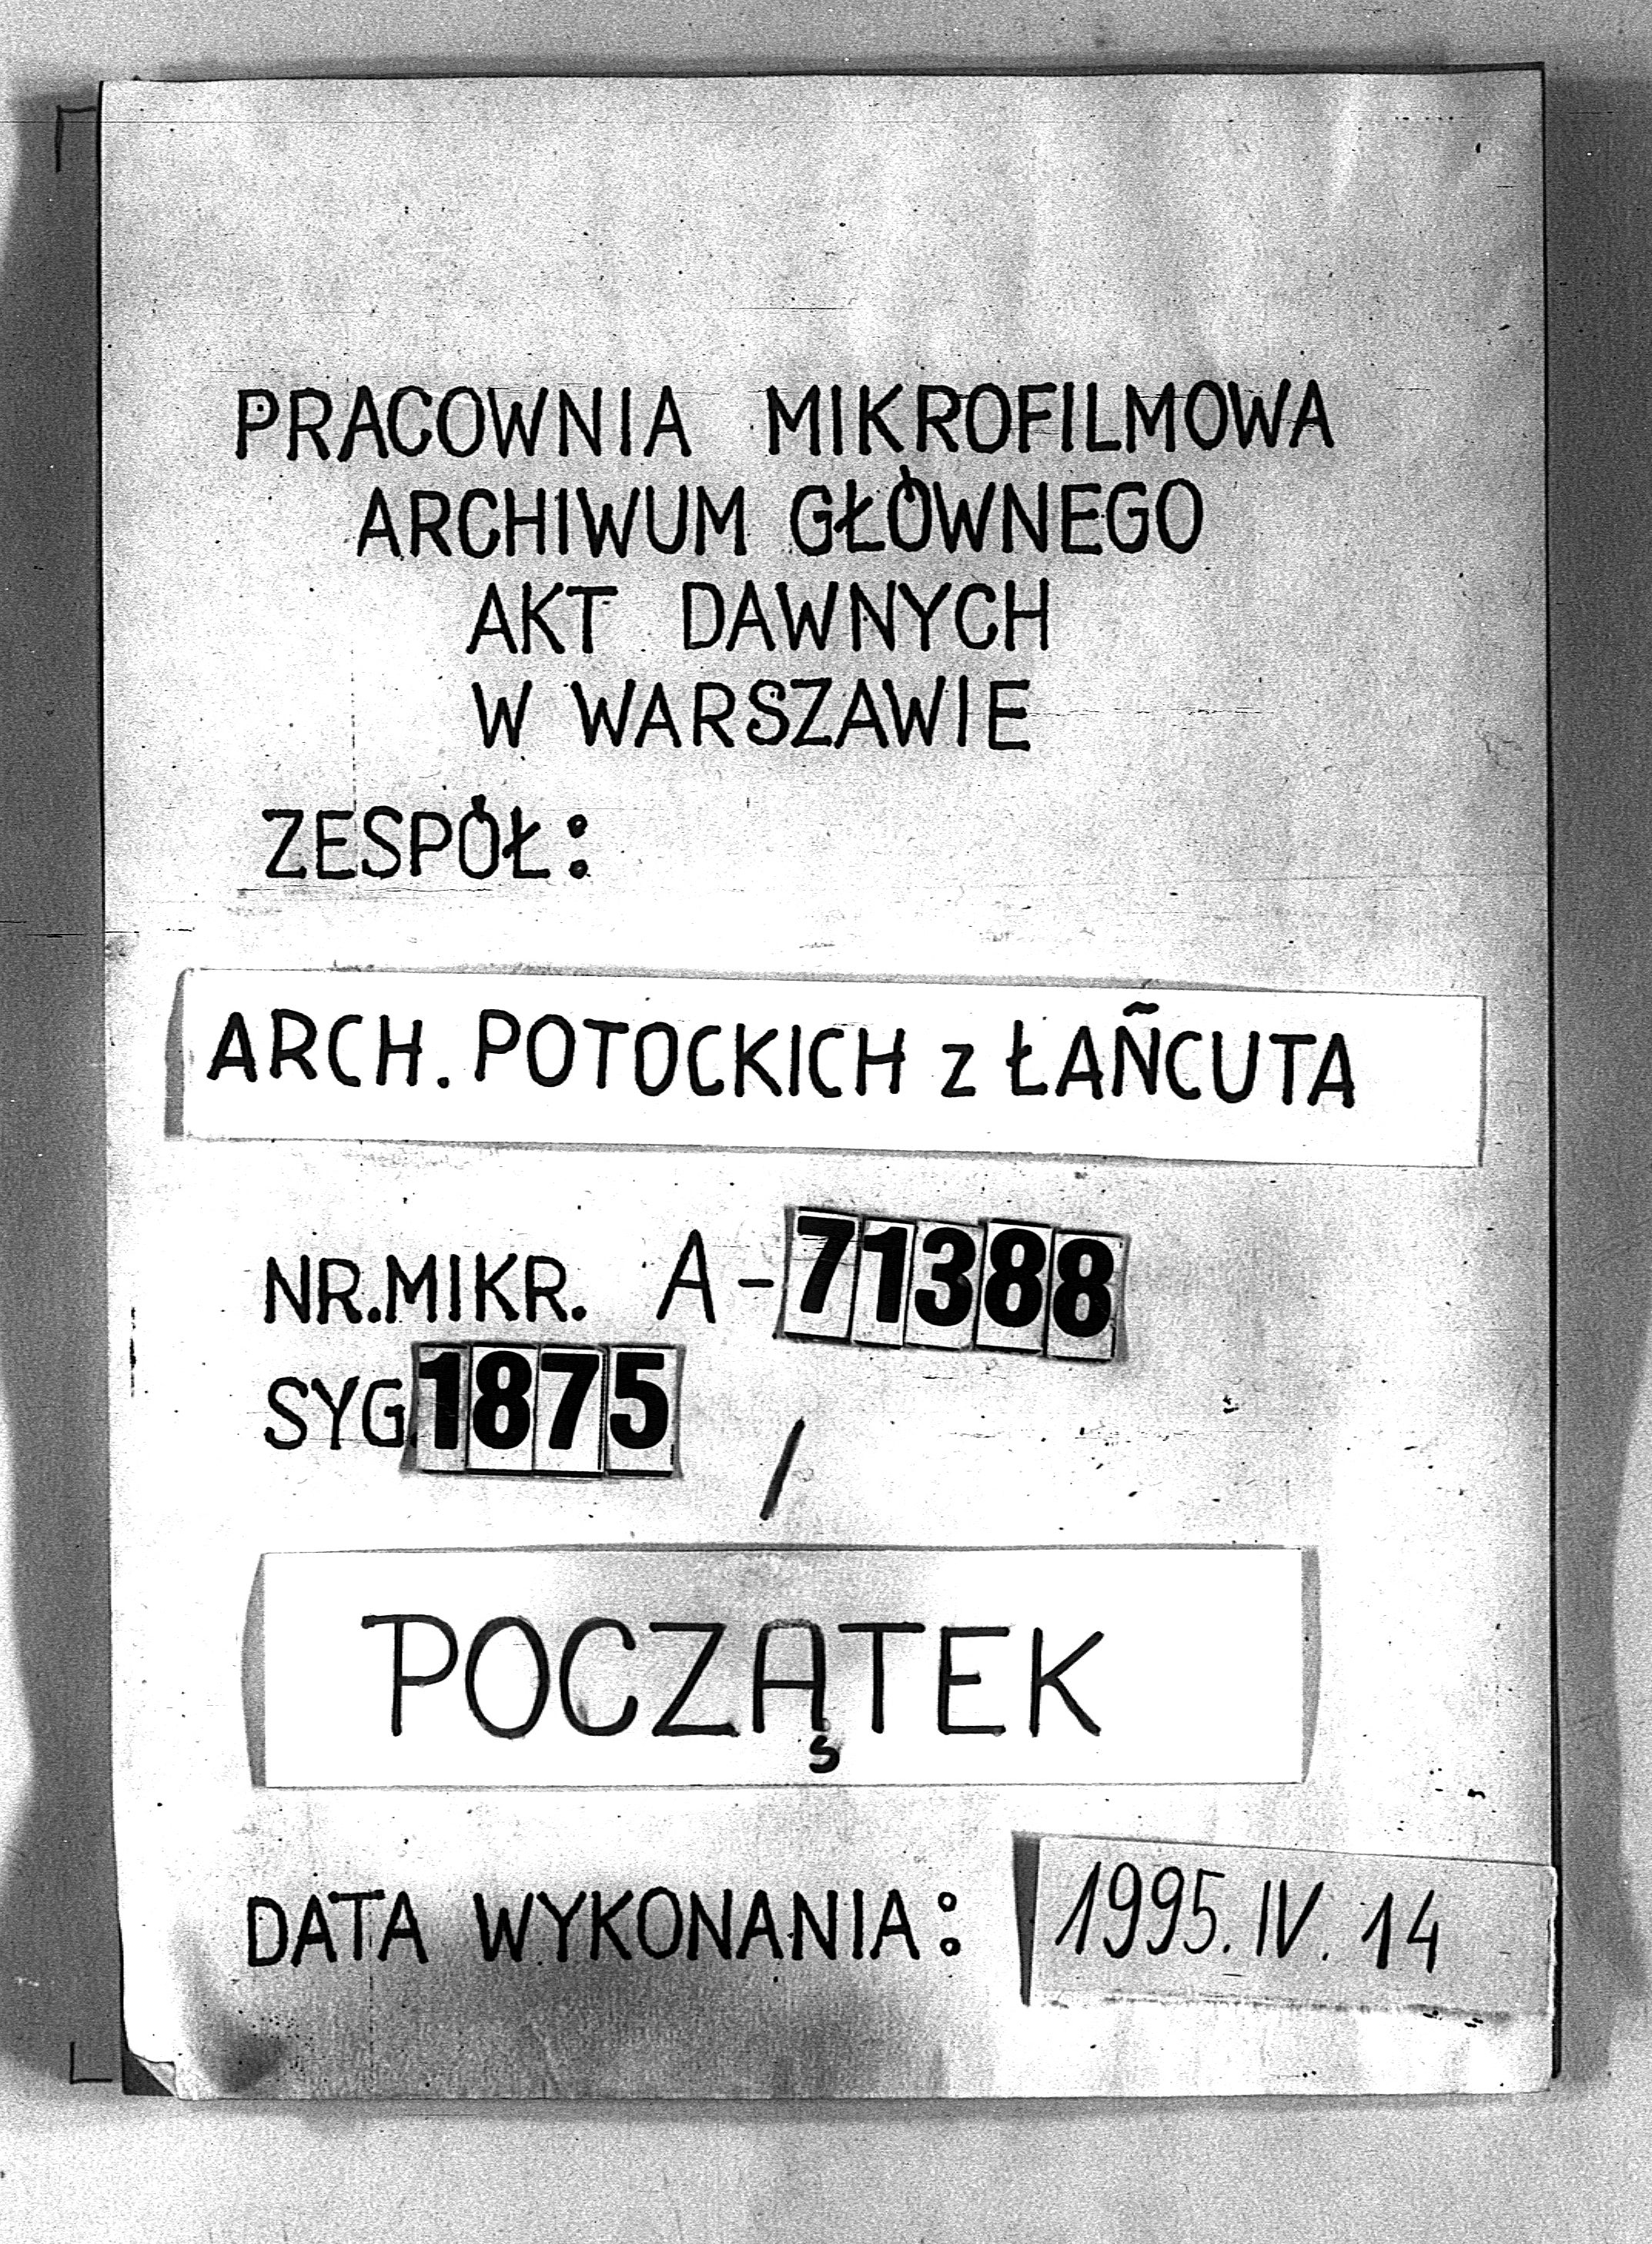 PRACOWNIA MIKROFILMOWA
ARCHIWUM GŁÓWNEGO
AKT DAWNYCH
W WARSZAWIE
ZESPÓŁ:
ARCH. POTOCKICH z ŁAÑCUTA
NR.MIKR. A-71388
SYG.1875 /
POCZĄTEK
DATA WYKONANIA: 1995.IV.14